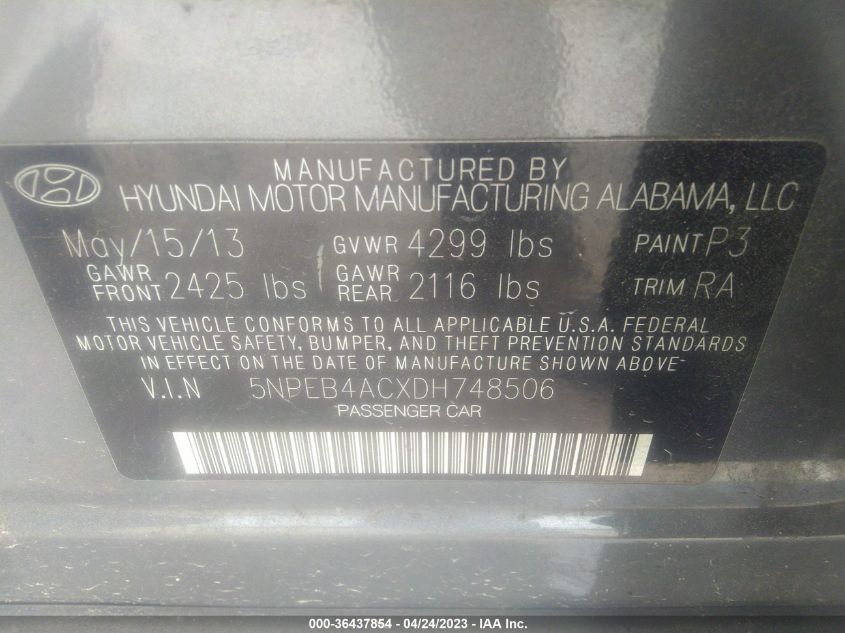 MANUFACTURED BY
HYUNDAI MOTOR MANUFACTURING ALABAMA, LLC
May/15/13 GVWR 4299 lbs PAINT P3
GAWR FRONT 2425 lbs GAWR REAR 2116 lbs TRIM RA
THIS VEHICLE CONFORMS TO ALL APPLICABLE U.S.A. FEDERAL
MOTOR VEHICLE SAFETY, BUMPER, AND THEFT PREVENTION STANDARDS
IN EFFECT ON THE DATE OF MANUFACTURE SHOWN ABOVE.
V.I.N 5NPEB4ACXDH748506
PASSENGER CAR
000-36437854 / 04/24/2023 - IAA Inc.